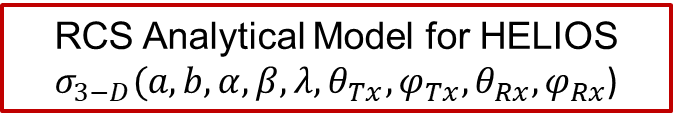 RCS Analytical Model for HELIOS
σ₃₋D(a, b, α, β, λ, θTx, φTx, θRx, φRx)